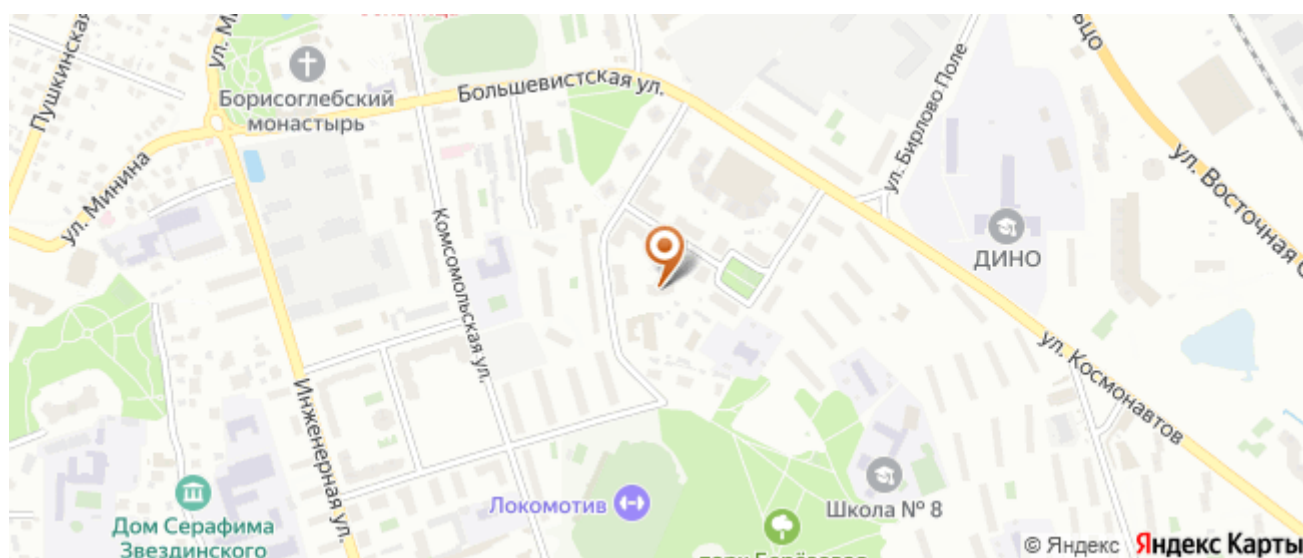 Пушкинская
ул. Минина
Борисоглебский
монастырь
Большевистская ул.
ул. Бирлово Поле
ул. Восточная
ДИНО
Комсомольская ул.
Инженерная ул.
ул. Космонавтов
Локомотив
Школа № 8
Дом Серафима
Звездинского
© Яндекс Яндекс Карты